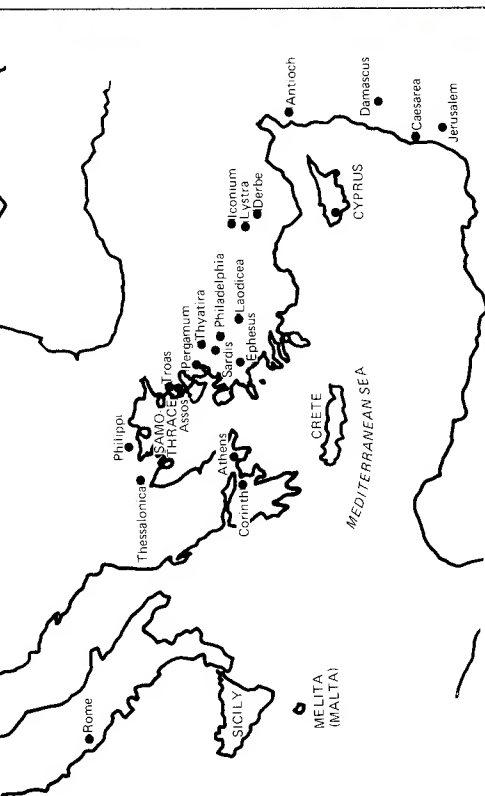 Rome
SICILY
MELITA
(MALTA)
Thessalonica
Philippi
SAMO-
THRACE
Troas
Assos
Pergamum
Thyatira
Philadelphia
Sardis
Laodicea
Ephesus
Athens
Corinth
CRETE
MEDITERRANEAN SEA
Iconium
Lystra
Derbe
CYPRUS
Antioch
Damascus
Caesarea
Jerusalem